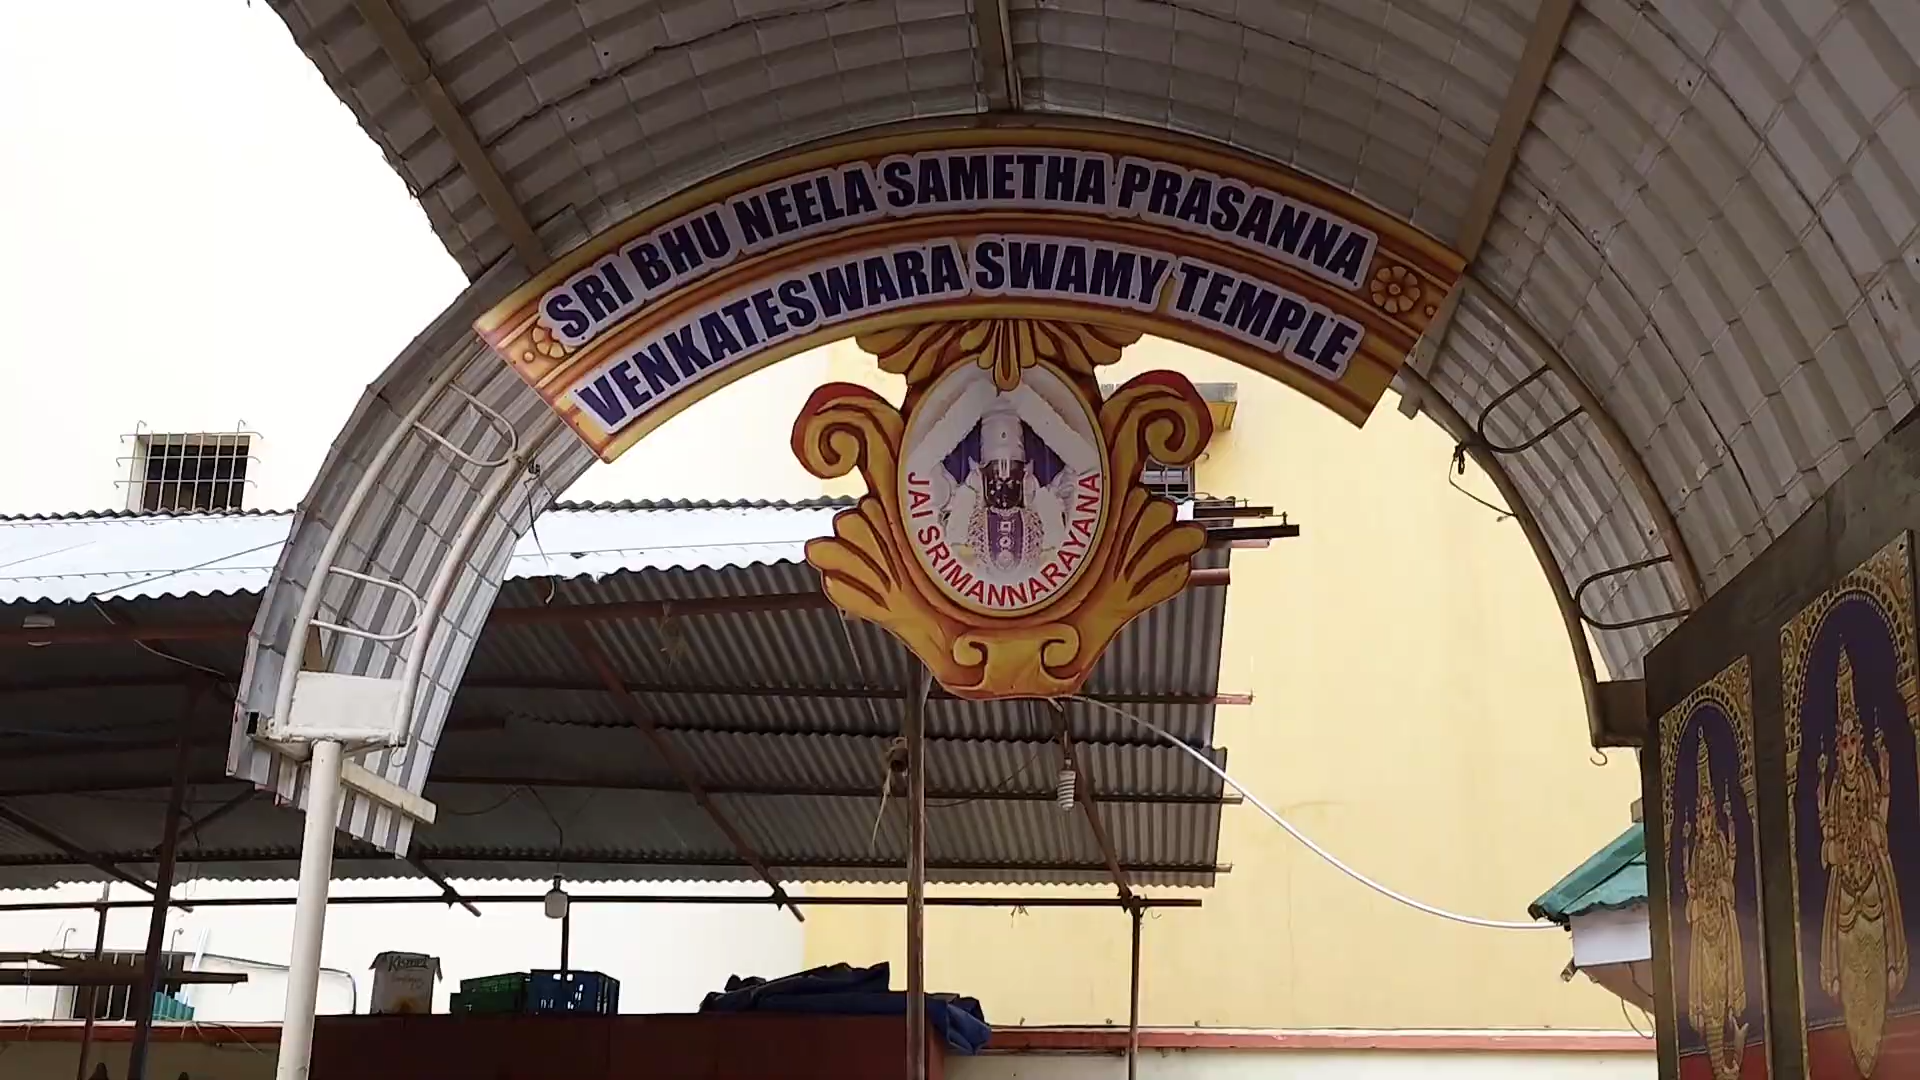 SRI BHU NEELA SAMETHA PRASANNA
VENKATESWARA SWAMY TEMPLE
JAI SRIMANNARAYANA